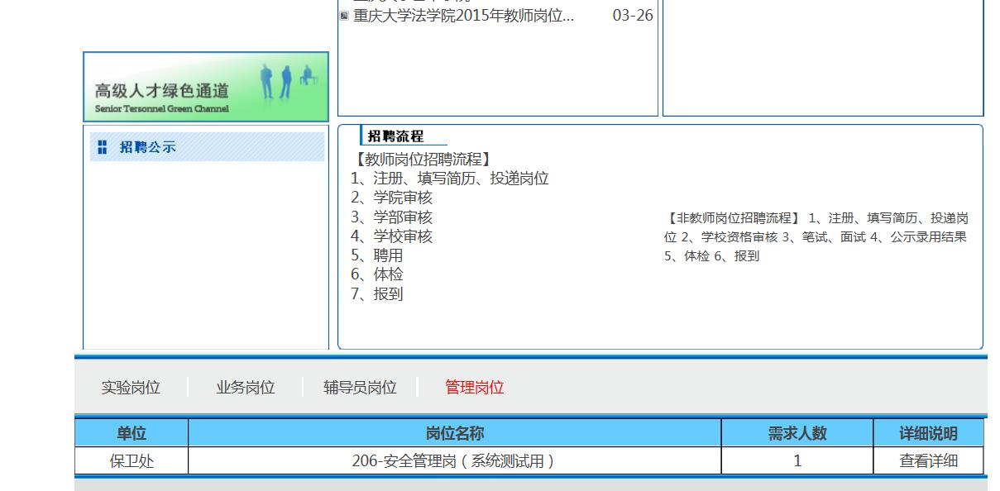 重庆大学法学院2015年教师岗位... 03-26
高级人才绿色通道
Senior Tersonnel Green Channel
招聘公示
招聘流程
【教师岗位招聘流程】
1、注册、填写简历、投递岗位
2、学院审核
3、学部审核
4、学校审核
5、聘用
6、体检
7、报到
【非教师岗位招聘流程】 1、注册、填写简历、投递岗
位 2、学校资格审核 3、笔试、面试 4、公示录用结果
5、体检 6、报到
实验岗位 业务岗位 辅导员岗位 管理岗位
单位 岗位名称 需求人数 详细说明
保卫处 206-安全管理岗（系统测试用） 1 查看详细